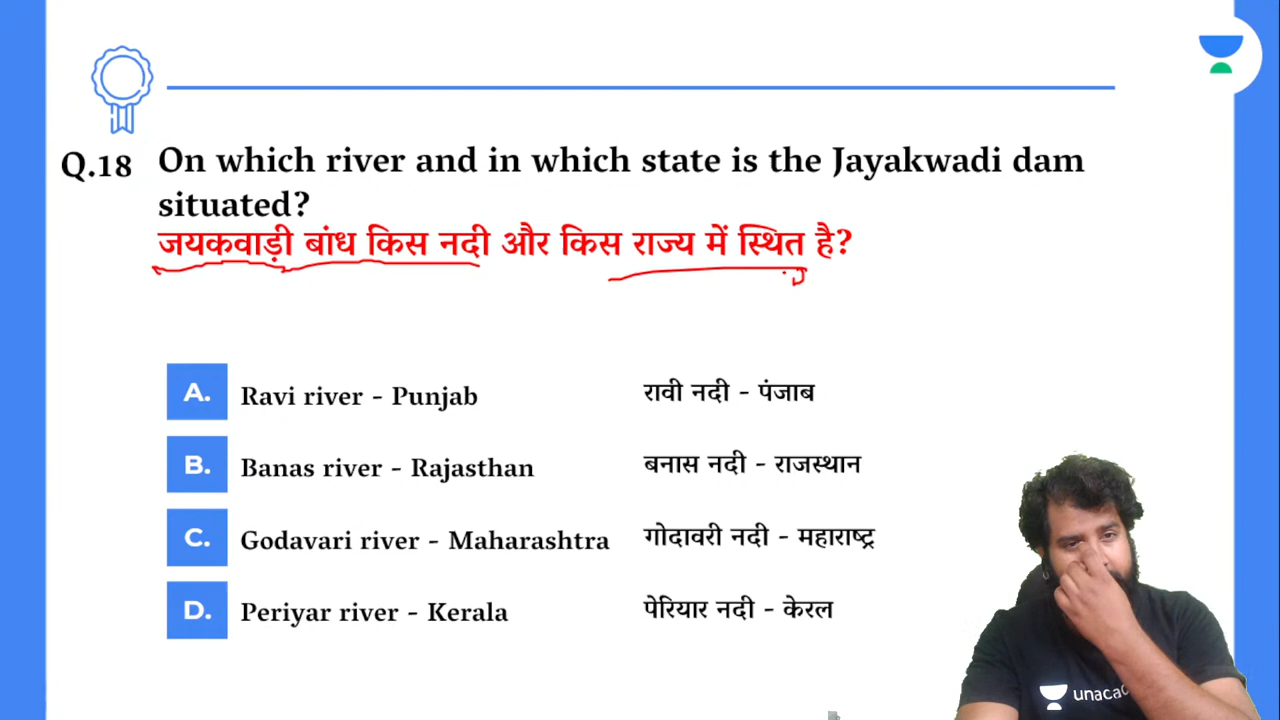 Q.18 On which river and in which state is the Jayakwadi dam
situated?
जयकवाड़ी बांध किस नदी और किस राज्य में स्थित है?
A. Ravi river - Punjab रावी नदी - पंजाब
B. Banas river - Rajasthan बनास नदी - राजस्थान
C. Godavari river - Maharashtra गोदावरी नदी - महाराष्ट्र
D. Periyar river - Kerala पेरियार नदी - केरल